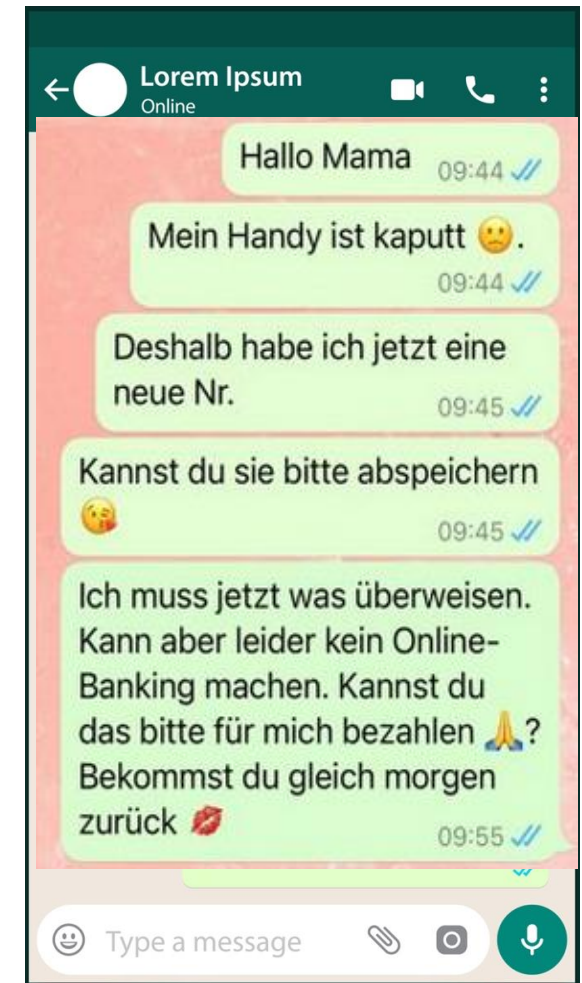 Lorem Ipsum
Online
Hallo Mama 09:44
Mein Handy ist kaputt 🙁.
09:44
Deshalb habe ich jetzt eine
neue Nr. 09:45
Kannst du sie bitte abspeichern
😘 09:45
Ich muss jetzt was überweisen.
Kann aber leider kein Online-
Banking machen. Kannst du
das bitte für mich bezahlen 🙏?
Bekommst du gleich morgen
zurück 💋 09:55
Type a message